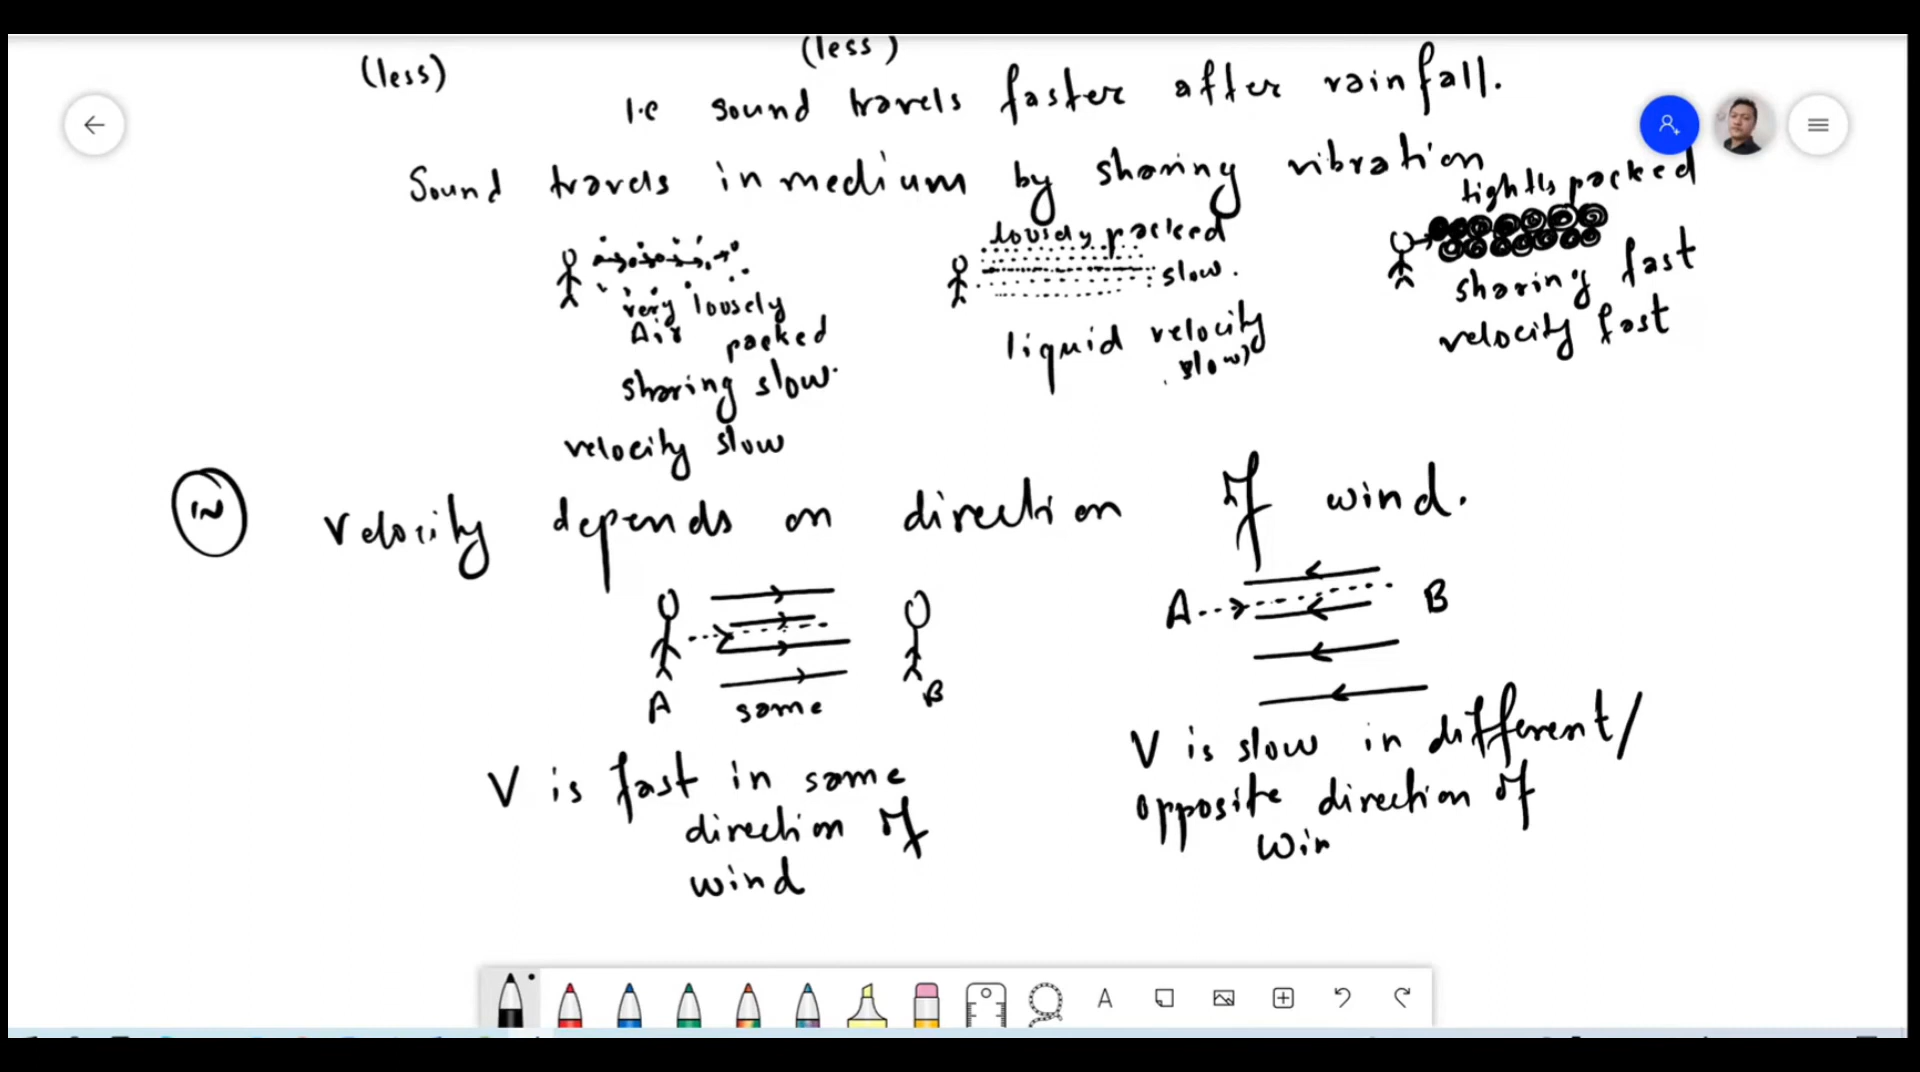 (less)
(less)
i.e sound travels faster after rainfall.
Sound travels in medium by sharing vibration
very loosely
Air packed
sharing slow.
velocity slow
loosely packed
slow.
liquid velocity
slow
tightly packed
sharing fast
velocity fast
iv velocity depends on direction of wind.
A
same
B
V is fast in same
direction of
wind
A B
V is slow in different/
opposite direction of
win
A